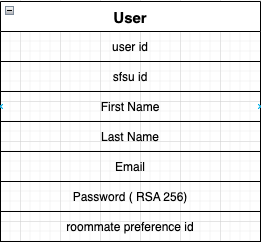 User
user id
sfsu id
First Name
Last Name
Email
Password ( RSA 256)
roommate preference id